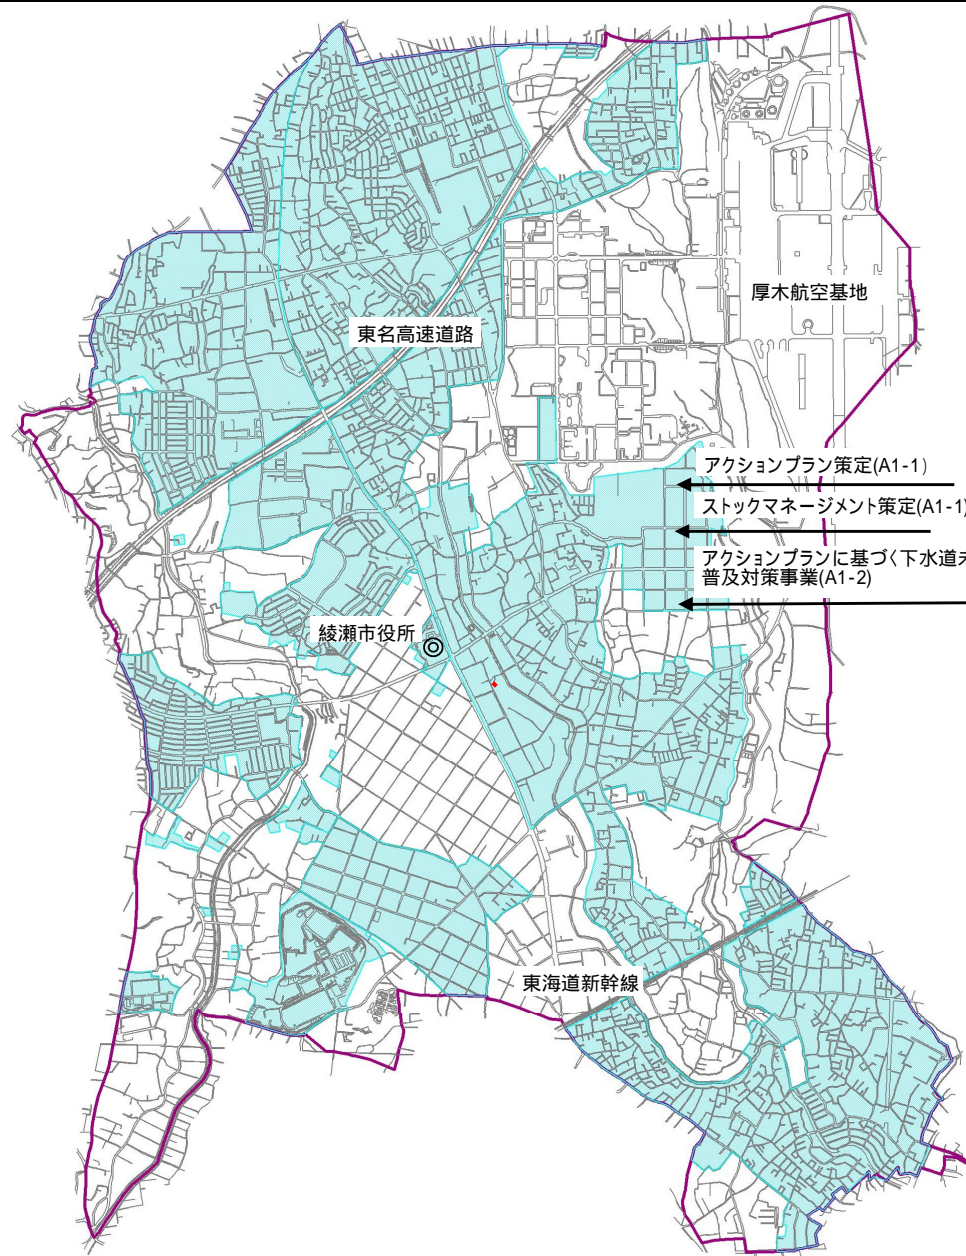 厚木航空基地
東名高速道路
アクションプラン策定(A1-1)
ストックマネージメント策定(A1-1)
アクションプランに基づく下水道
普及対策事業(A1-2)
綾瀬市役所
東海道新幹線